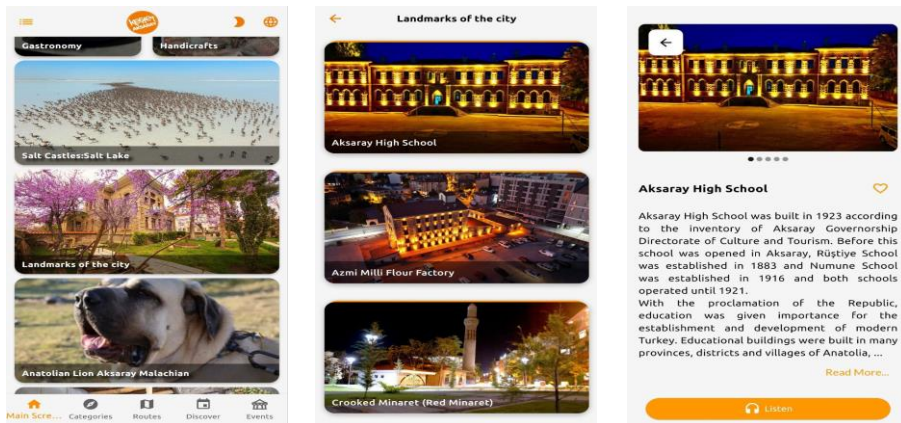 KEŞFET
AKSARAY
Gastronomy
Handicrafts
Salt Castles:Salt Lake
Landmarks of the city
Anatolian Lion Aksaray Malachian
Main Scre...
Categories
Routes
Discover
Events
Landmarks of the city
Aksaray High School
Azmi Milli Flour Factory
Crooked Minaret (Red Minaret)
Aksaray High School
Aksaray High School was built in 1923 according
to the inventory of Aksaray Governorship
Directorate of Culture and Tourism. Before this
school was opened in Aksaray, Rüştiye School
was established in 1883 and Numune School
was established in 1916 and both schools
operated until 1921.
With the proclamation of the Republic,
education was given importance for the
establishment and development of modern
Turkey. Educational buildings were built in many
provinces, districts and villages of Anatolia, ...
Read More...
Listen